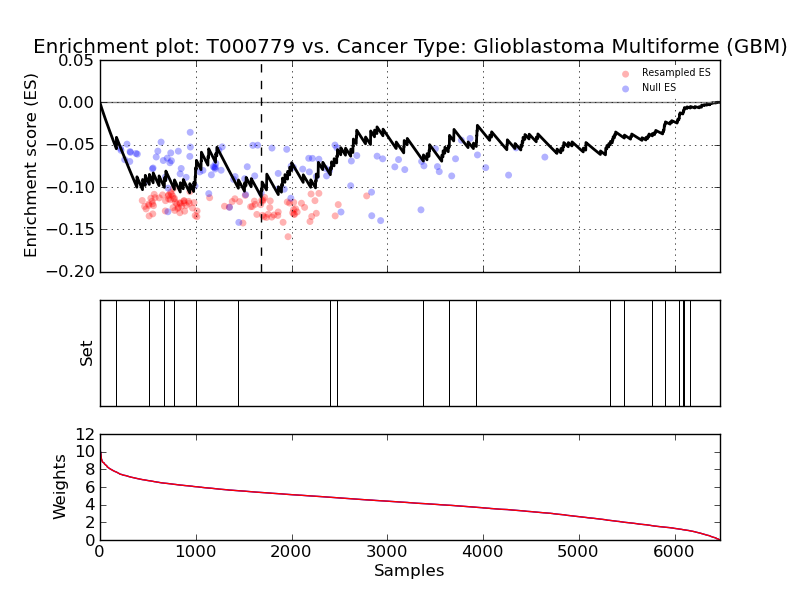 Enrichment plot: T000779 vs. Cancer Type: Glioblastoma Multiforme (GBM)
Enrichment score (ES)
0.05
0.00
−0.05
−0.10
−0.15
−0.20
Resampled ES
Null ES
Set
Weights
12
10
8
6
4
2
0
0 1000 2000 3000 4000 5000 6000
Samples